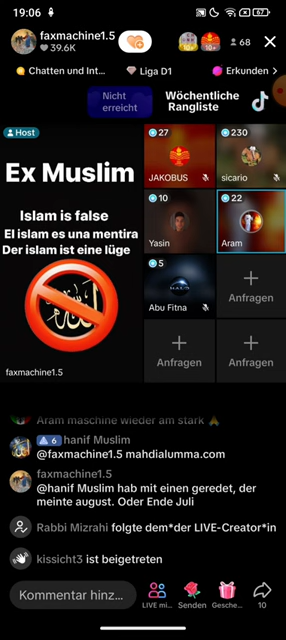 19:06
67
faxmachine1.5
39.6K
10+
68
Chatten und Int...
Liga D1
Erkunden
Nicht erreicht
Wöchentliche
Rangliste
Host
Ex Muslim
Islam is false
El islam es una mentira
Der islam ist eine lüge
الله
faxmachine1.5
27
JAKOBUS
230
sicario
10
Yasin
22
Aram
5
Abu Fitna
Anfragen
Anfragen
Anfragen
Aram maschine wieder am stark
6 hanif Muslim
@faxmachine1.5 mahdialumma.com
faxmachine1.5
@hanif Muslim hab mit einen geredet, der
meinte august. Oder Ende Juli
Rabbi Mizrahi folgte dem*der LIVE-Creator*in
kissicht3 ist beigetreten
Kommentar hinz...
LIVE mi...
Senden
Gesche...
10